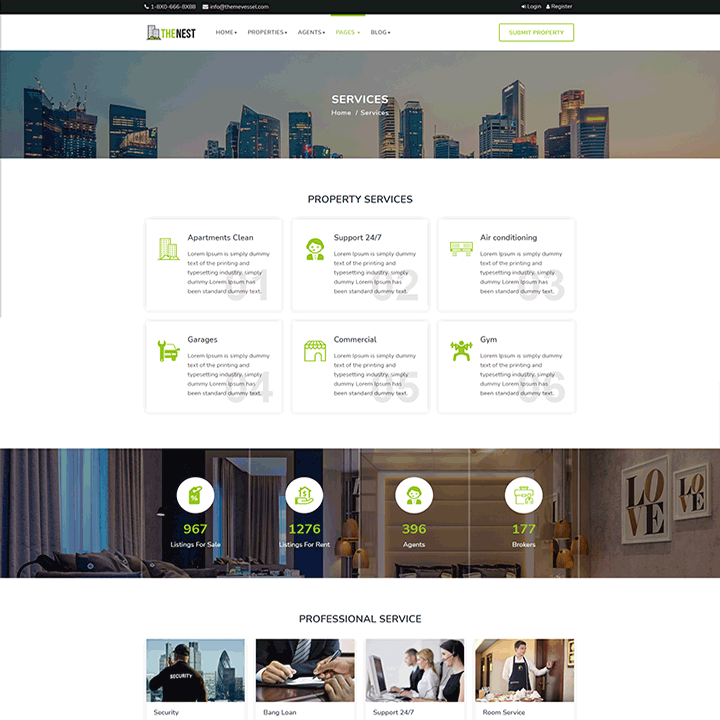 1-8X0-666-8X88 info@themevessel.com Login Register
THENEST HOME PROPERTIES AGENTS PAGES BLOG SUBMIT PROPERTY
SERVICES
Home / Services
PROPERTY SERVICES
Apartments Clean
Lorem Ipsum is simply dummy
text of the printing and
typesetting industry. simply
dummy Lorem Ipsum has
been standard dummy text.
01
Support 24/7
Lorem Ipsum is simply dummy
text of the printing and
typesetting industry. simply
dummy Lorem Ipsum has
been standard dummy text.
02
Air conditioning
Lorem Ipsum is simply dummy
text of the printing and
typesetting industry. simply
dummy Lorem Ipsum has
been standard dummy text.
03
Garages
Lorem Ipsum is simply dummy
text of the printing and
typesetting industry. simply
dummy Lorem Ipsum has
been standard dummy text.
04
Commercial
Lorem Ipsum is simply dummy
text of the printing and
typesetting industry. simply
dummy Lorem Ipsum has
been standard dummy text.
05
Gym
Lorem Ipsum is simply dummy
text of the printing and
typesetting industry. simply
dummy Lorem Ipsum has
been standard dummy text.
06
967
Listings For Sale
1276
Listings For Rent
396
Agents
177
Brokers
LOVE
LOVE
PROFESSIONAL SERVICE
SECURITY
Security
Bang Loan
Support 24/7
Room Service